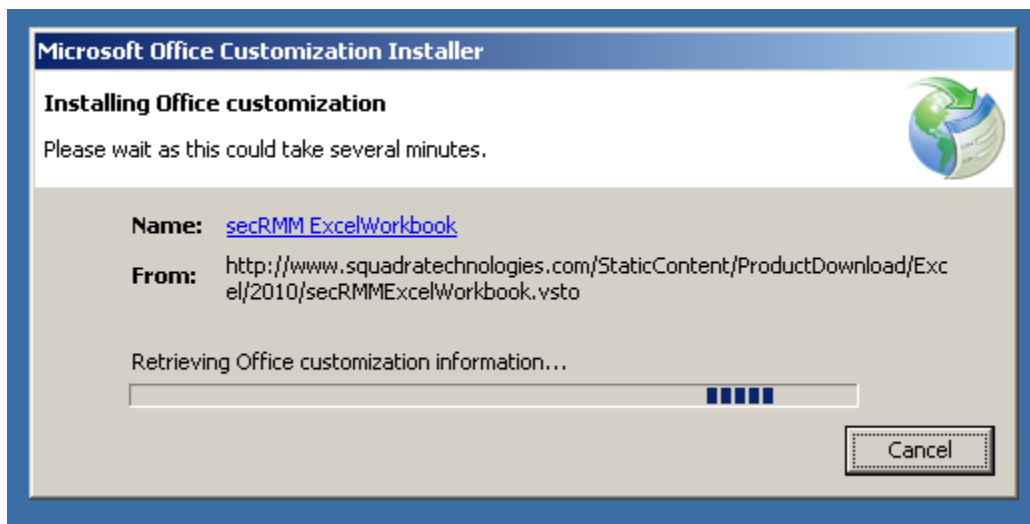 Microsoft Office Customization Installer
Installing Office customization
Please wait as this could take several minutes.
Name: secRMM ExcelWorkbook
From: http://www.squadratechnologies.com/StaticContent/ProductDownload/Exc
el/2010/secRMMExcelWorkbook.vsto
Retrieving Office customization information...
Cancel